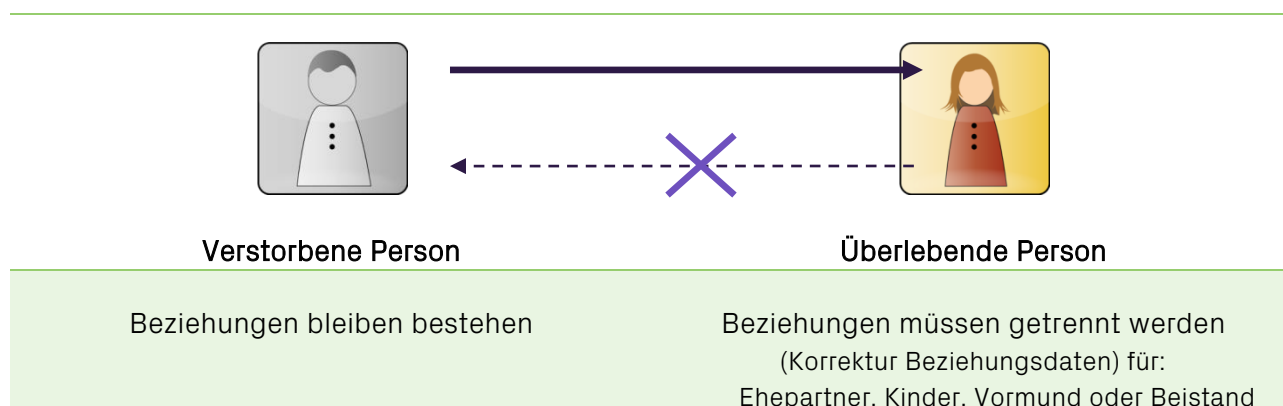 Verstorbene Person
Überlebende Person
Beziehungen bleiben bestehen
Beziehungen müssen getrennt werden
(Korrektur Beziehungsdaten) für:
Ehepartner, Kinder, Vormund oder Beistand